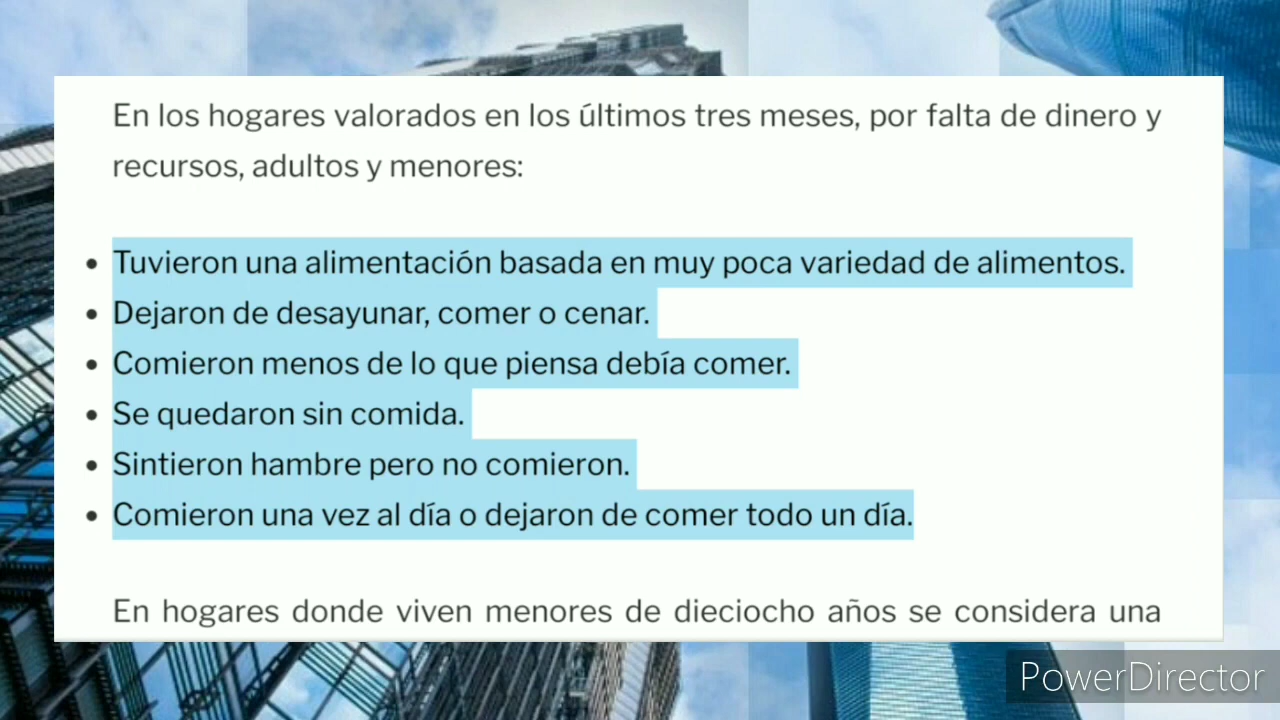 En los hogares valorados en los últimos tres meses, por falta de dinero y
recursos, adultos y menores:
• Tuvieron una alimentación basada en muy poca variedad de alimentos.
• Dejaron de desayunar, comer o cenar.
• Comieron menos de lo que piensa debía comer.
• Se quedaron sin comida.
• Sintieron hambre pero no comieron.
• Comieron una vez al día o dejaron de comer todo un día.
En hogares donde viven menores de dieciocho años se considera una
PowerDirector